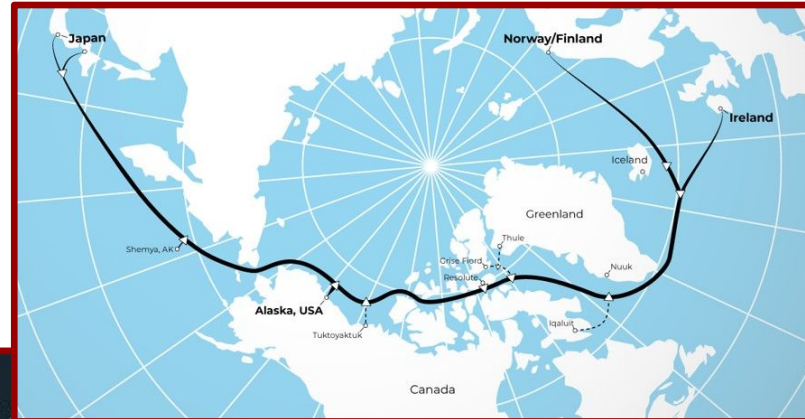 Japan
Norway/Finland
Ireland
Iceland
Greenland
Thule
Shemya, AK
Grise Fiord
Resolute
Nuuk
Alaska, USA
Iqaluit
Tuktoyaktuk
Canada